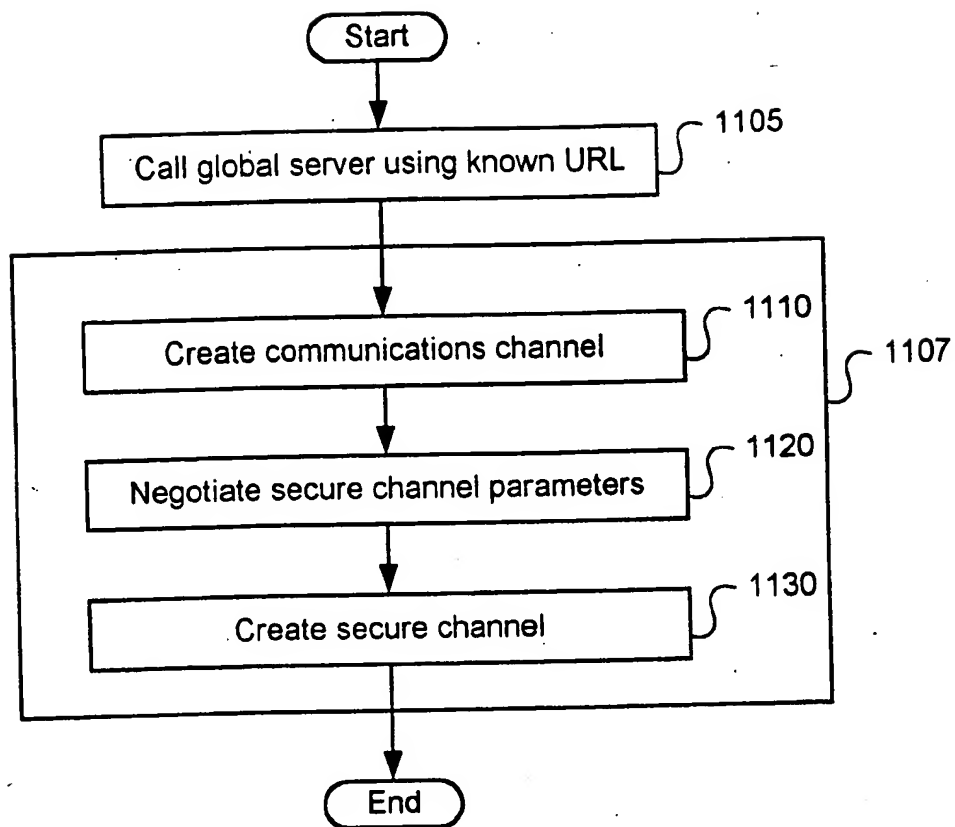 Start
Call global server using known URL
1105
Create communications channel
1110
1107
Negotiate secure channel parameters
1120
Create secure channel
1130
End